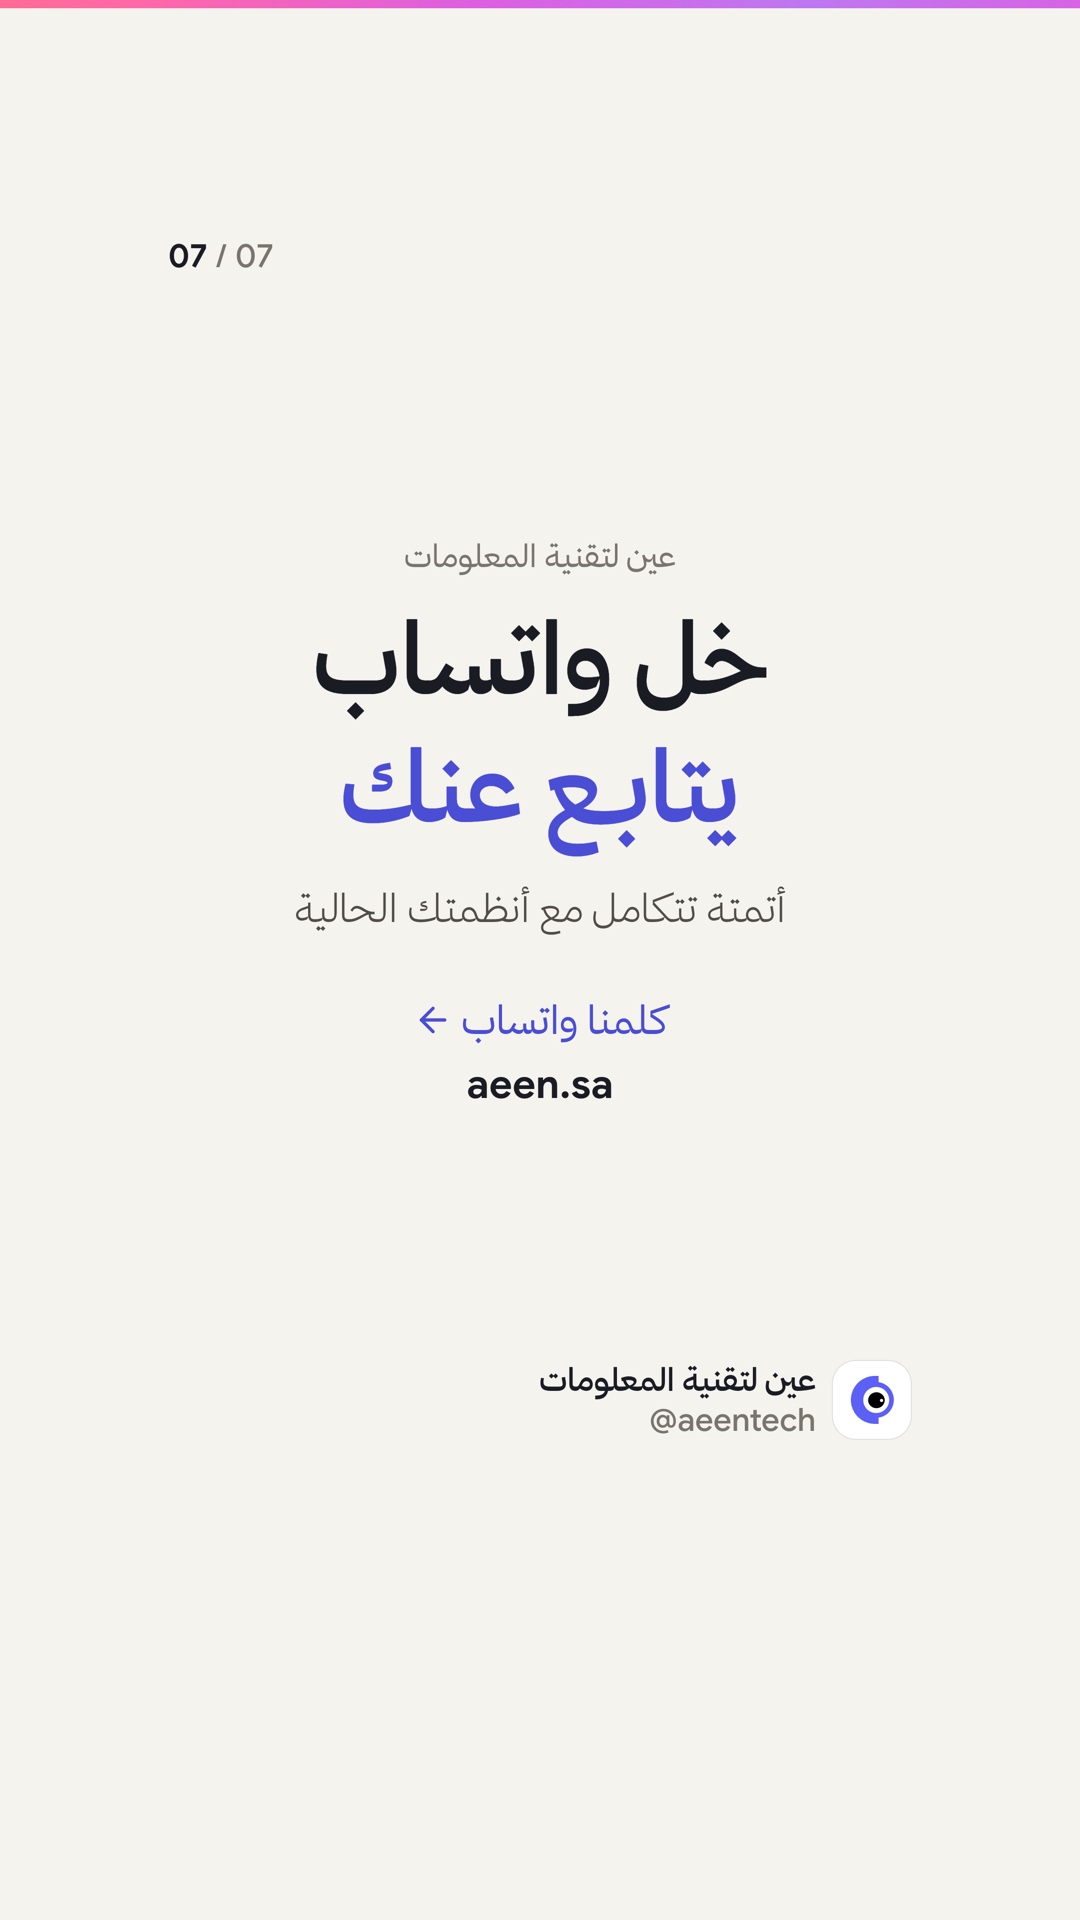 07 / 07
عين لتقنية المعلومات
خل واتساب
يتابع عنك
أتمتة تتكامل مع أنظمتك الحالية
كلمنا واتساب ←
aeen.sa
عين لتقنية المعلومات
@aeentech